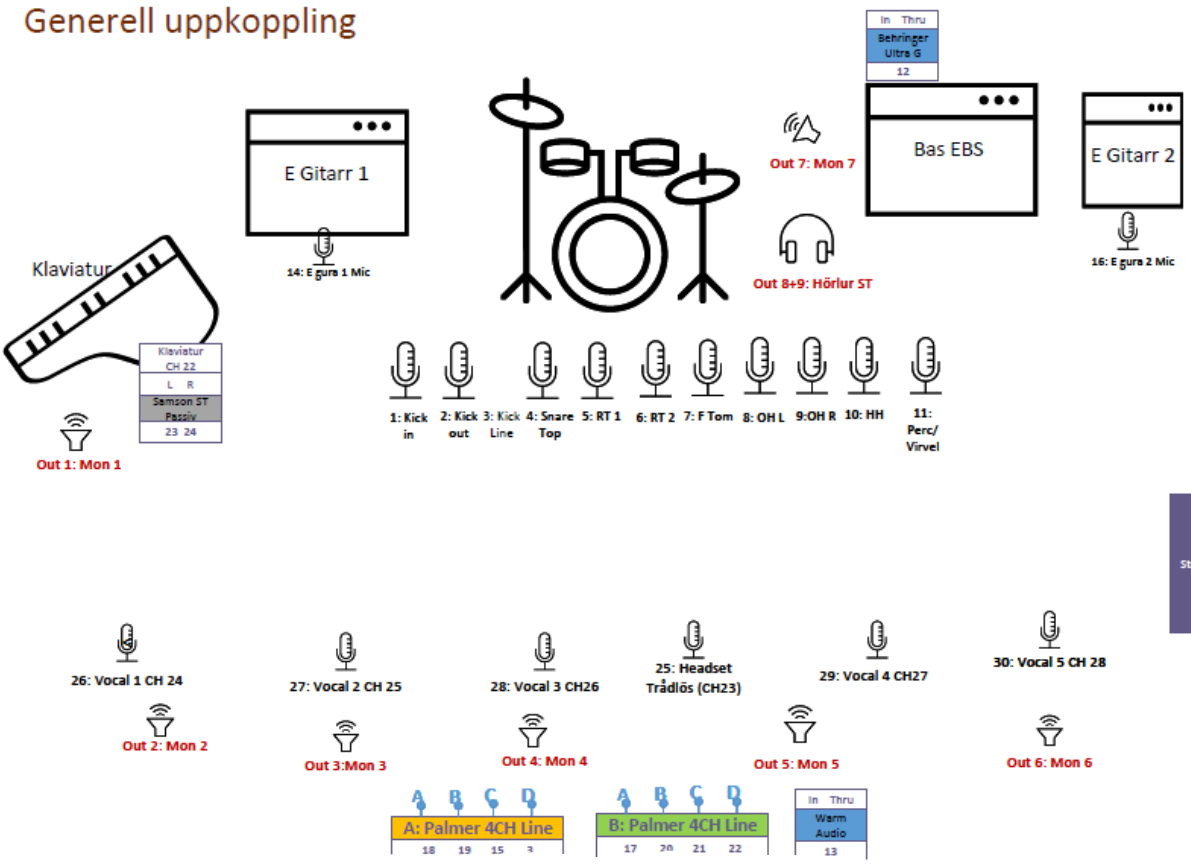 Generell uppkoppling
In Thru
Behringer
Ultra G
12
E Gitarr 1
Out 7: Mon 7
Bas EBS
E Gitarr 2
14: E gura 1 Mic
Out 8+9: Hörlur ST
16: E gura 2 Mic
Klaviatur
Klaviatur
CH 22
L R
Samson ST
Passiv
23 24
Out 1: Mon 1
1: Kick
in
2: Kick
out
3: Kick
Line
4: Snare
Top
5: RT 1
6: RT 2
7: F Tom
8: OH L
9:OH R
10: HH
11:
Perc/
Virvel
St
26: Vocal 1 CH 24
27: Vocal 2 CH 25
28: Vocal 3 CH26
25: Headset
Trådlös (CH23)
29: Vocal 4 CH27
30: Vocal 5 CH 28
Out 2: Mon 2
Out 3:Mon 3
Out 4: Mon 4
Out 5: Mon 5
Out 6: Mon 6
A B C D
A: Palmer 4CH Line
18 19 15 3
A B C D
B: Palmer 4CH Line
17 20 21 22
In Thru
Warm
Audio
13